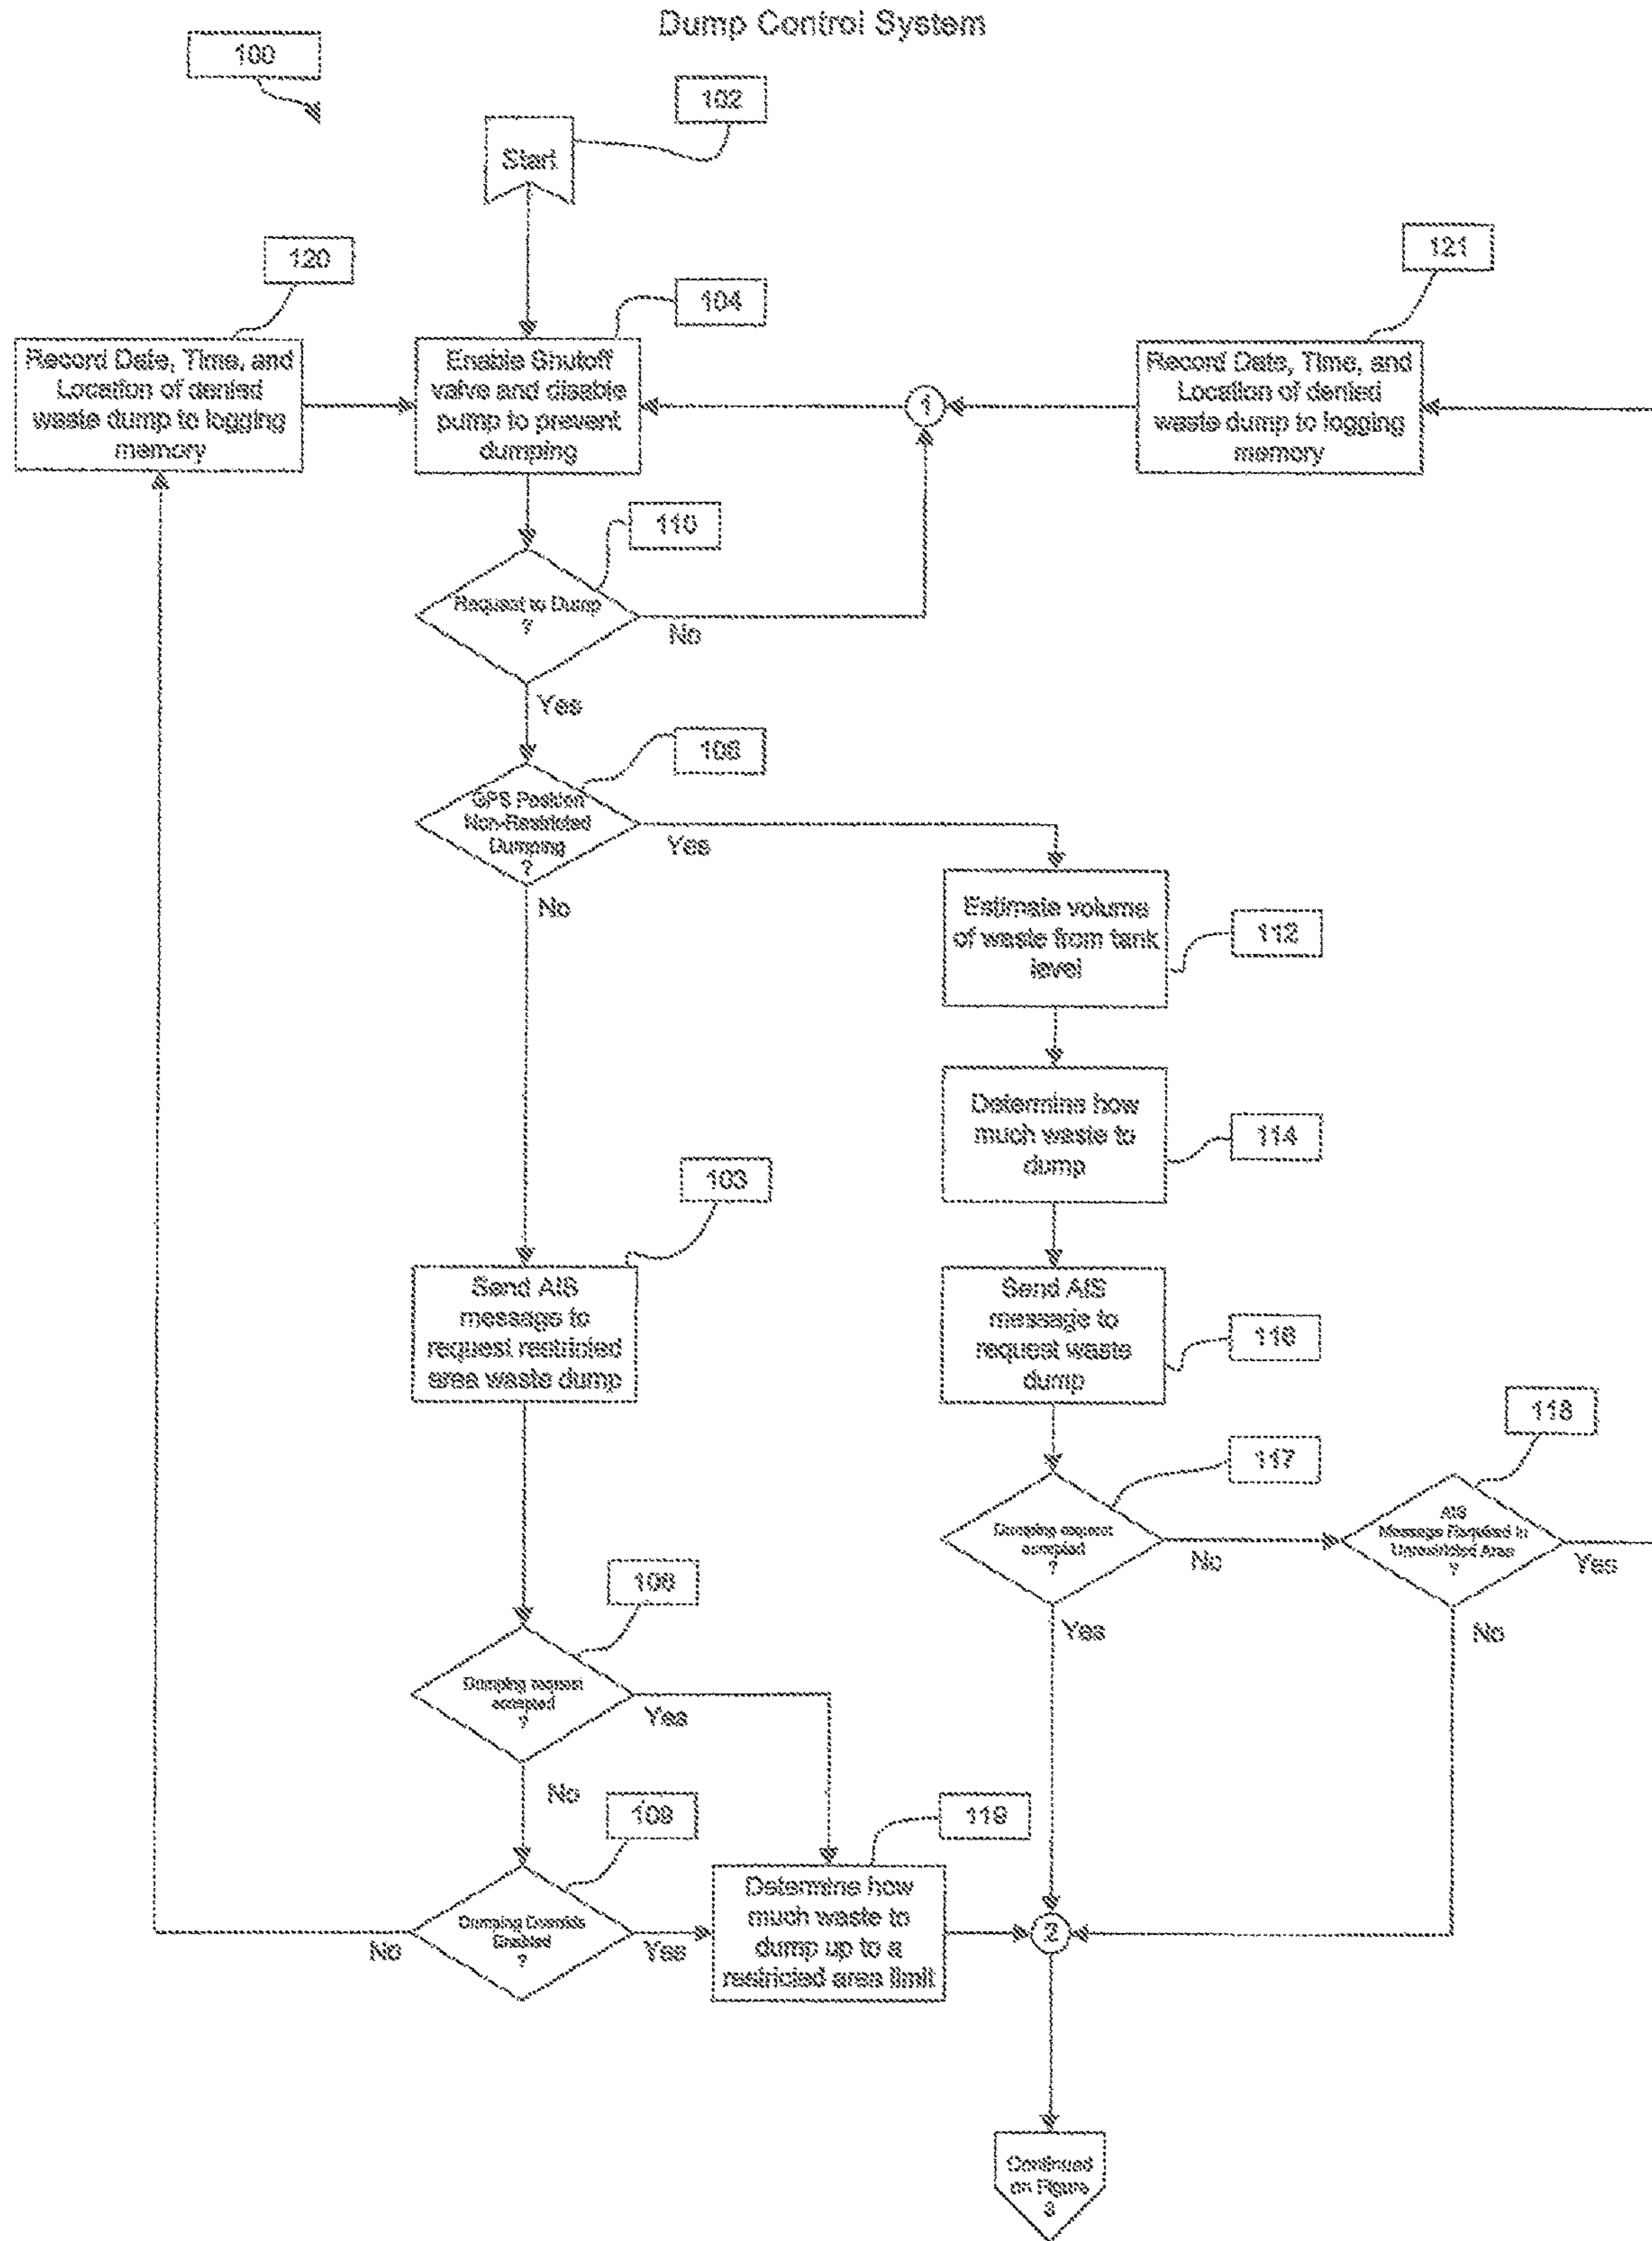 Dump Control System
100
102
Start
120
121
104
Record Date, Time, and
Location of denied
waste dump to logging
memory
Enable Shutoff
valve and disable
pump to prevent
dumping
1
Record Date, Time, and
Location of denied
waste dump to logging
memory
110
Request to Dump
?
No
Yes
106
GPS Position
Non-Restricted
Dumping
?
Yes
No
Estimate volume
of waste from tank
level
112
Determine how
much waste to
dump
114
103
Send AIS
message to
request restricted
area waste dump
Send AIS
message to
request waste
dump
116
118
117
Dumping request
accepted
?
No
AIS
Message Required in
Unrestricted Area
?
Yes
Yes
No
Dumping request
accepted
?
Yes
No
109
119
Dumping Override
Enabled
?
No
Yes
Determine how
much waste to
dump up to a
restricted area limit
2
Continued
on Figure